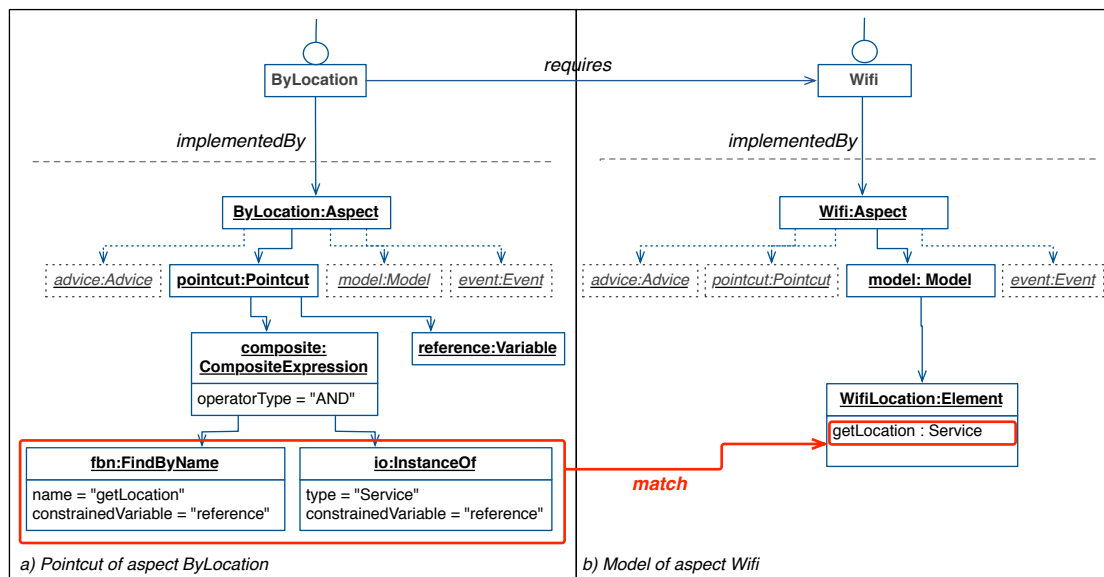 ByLocation
requires
Wifi
implementedBy
implementedBy
ByLocation:Aspect
Wifi:Aspect
advice:Advice
pointcut:Pointcut
model:Model
event:Event
advice:Advice
pointcut:Pointcut
model: Model
event:Event
composite:
CompositeExpression
operatorType = "AND"
reference:Variable
WifiLocation:Element
getLocation : Service
fbn:FindByName
name = "getLocation"
constrainedVariable = "reference"
io:InstanceOf
type = "Service"
constrainedVariable = "reference"
match
a) Pointcut of aspect ByLocation
b) Model of aspect Wifi